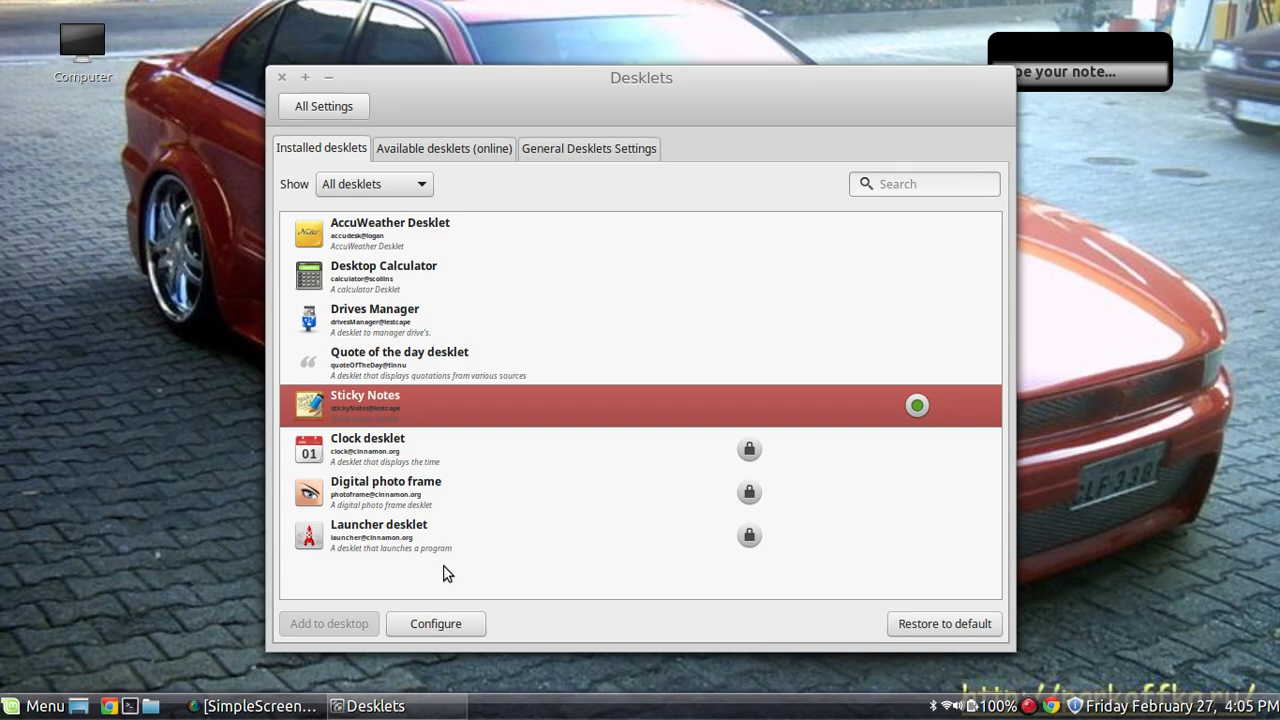 Computer
pe your note...
Desklets
All Settings
Installed desklets
Available desklets (online)
General Desklets Settings
Show
All desklets
Search
AccuWeather Desklet
accudesk@logan
AccuWeather Desklet
Desktop Calculator
calculator@scollins
A calculator Desklet
Drives Manager
drivesManager@lestcape
A desklet to manager drive's.
Quote of the day desklet
quoteOfTheDay@tinnu
A desklet that displays quotations from various sources
Sticky Notes
stickyNotes@lestcape
Clock desklet
clock@cinnamon.org
A desklet that displays the time
01
Digital photo frame
photoframe@cinnamon.org
A digital photo frame desklet
Launcher desklet
launcher@cinnamon.org
A desklet that launches a program
Add to desktop
Configure
Restore to default
Menu
[SimpleScreen...
Desklets
100%
Friday February 27, 4:05 PM